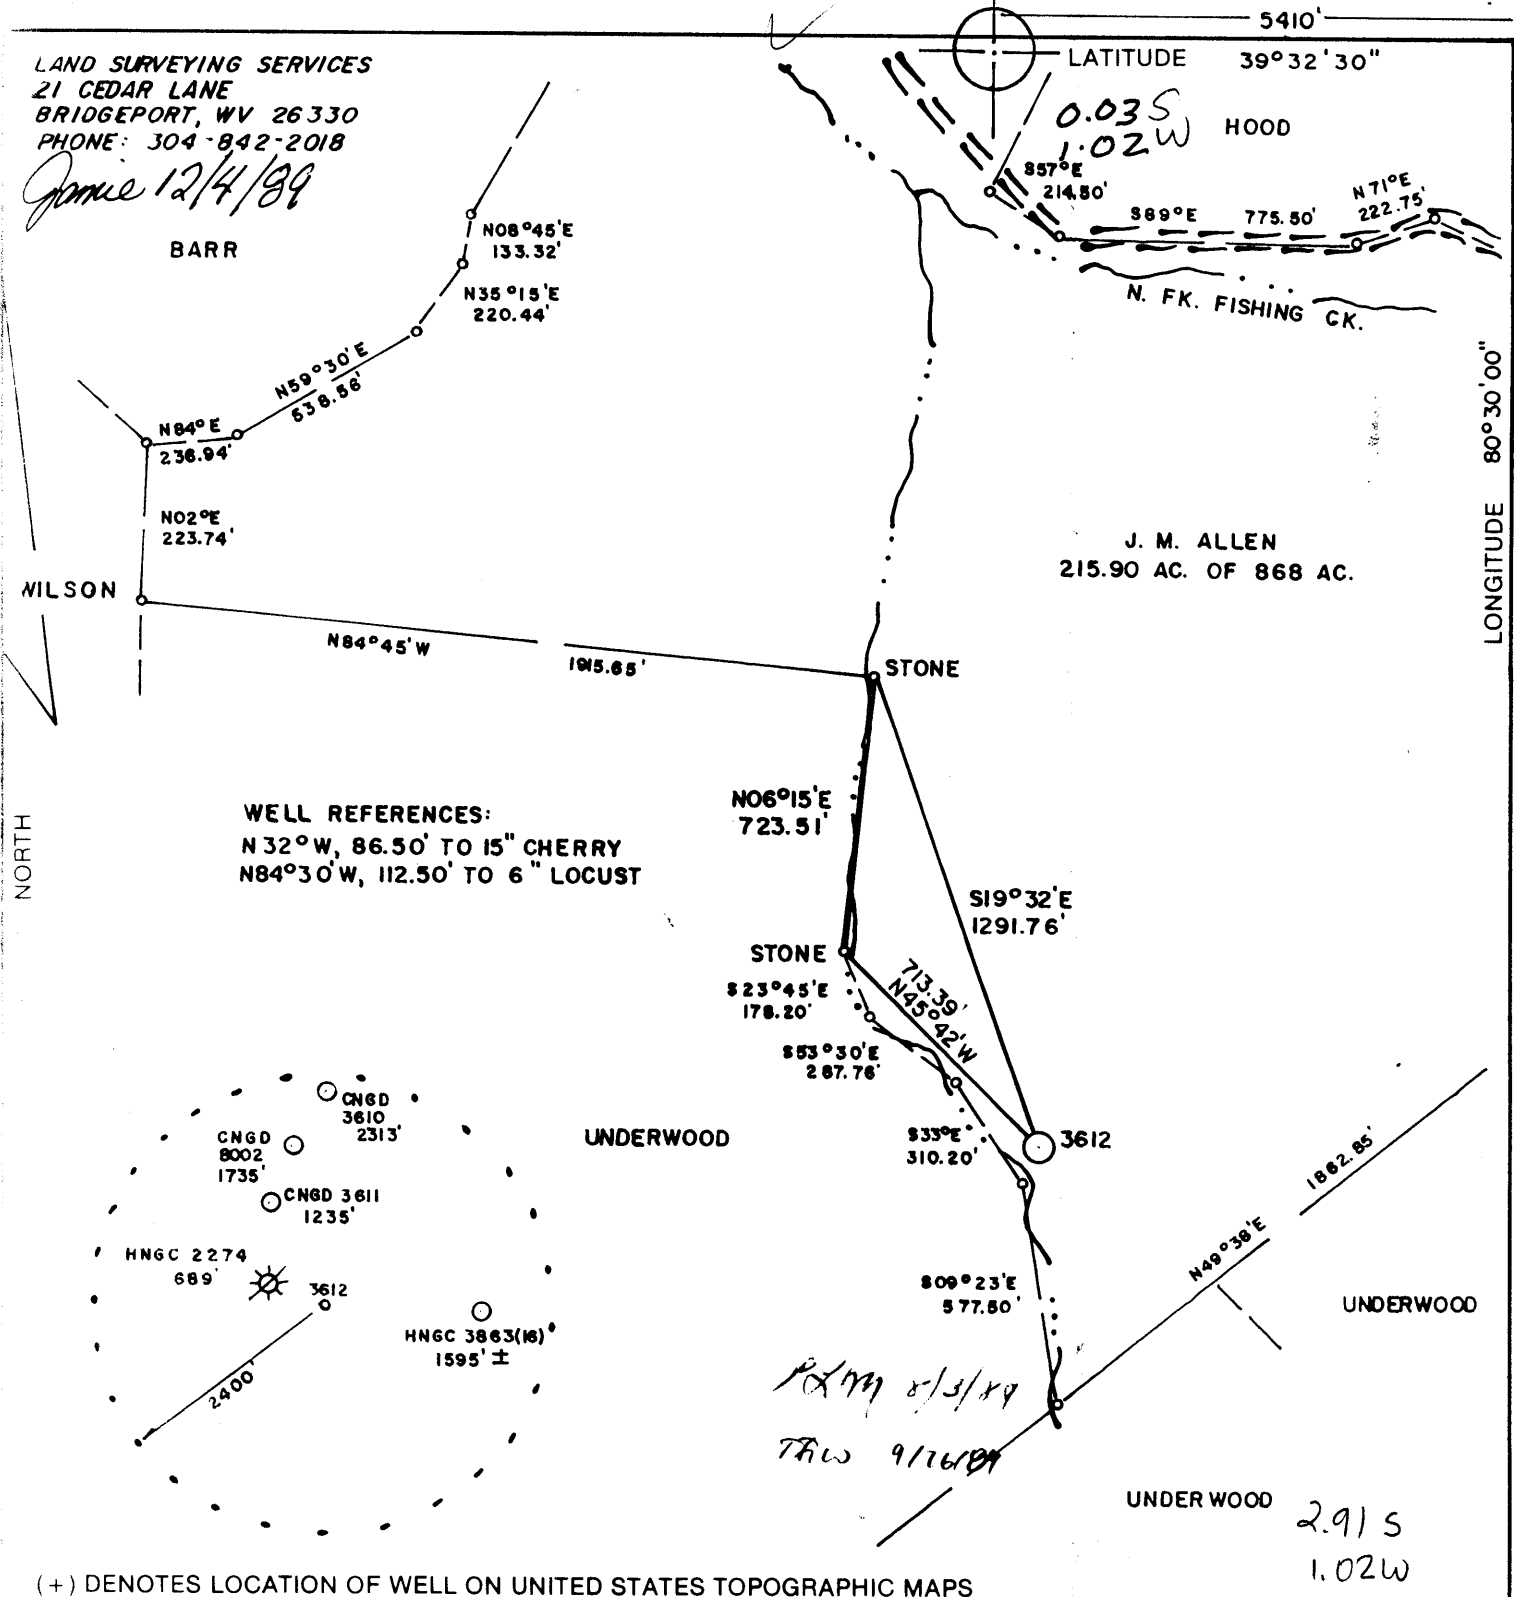 5410'
LATITUDE 39°32'30"
LAND SURVEYING SERVICES
21 CEDAR LANE
BRIDGEPORT, WV 26330
PHONE: 304-842-2018
Jamie 12/4/89
0.03 S
1.02 W
HOOD
S57°E
214.50'
S89°E 775.50'
N71°E
222.75'
BARR
N08°45'E
133.32'
N35°15'E
220.44'
N. FK. FISHING CK.
N59°30'E
538.56'
LONGITUDE 80°30'00"
N84°E
236.94'
N02°E
223.74'
J. M. ALLEN
215.90 AC. OF 868 AC.
WILSON
N84°45'W 1915.65'
STONE
NORTH
WELL REFERENCES:
N32°W, 86.50' TO 15" CHERRY
N84°30'W, 112.50' TO 6" LOCUST
N06°15'E
723.51'
S19°32'E
1291.76'
STONE
713.39'
N45°42'W
S23°45'E
178.20'
S53°30'E
287.76'
CNGD
3610
2313'
CNGD
8002
1735'
UNDERWOOD
S33°E
310.20'
3612
1862.85'
CNGD 3611
1235'
HNGC 2274
689'
3612
N49°38'E
S09°23'E
577.50'
UNDERWOOD
HNGC 3863(16)
1595' ±
2400'
PLM 8/3/89
THW 9/26/89
UNDERWOOD
2.91 S
1.02 W
(+) DENOTES LOCATION OF WELL ON UNITED STATES TOPOGRAPHIC MAPS